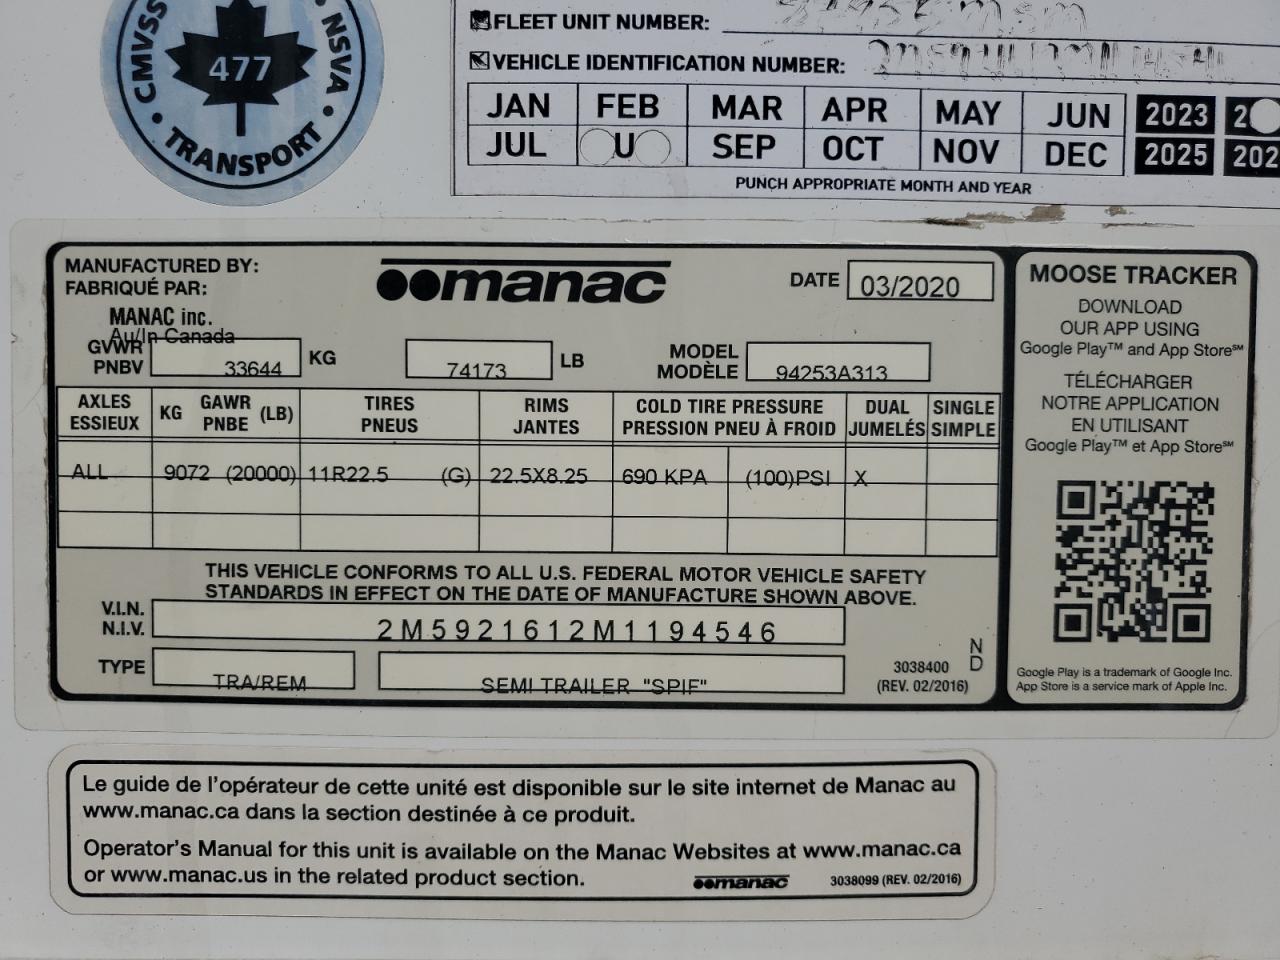 CMVSS
NSVA
477
TRANSPORT
FLEET UNIT NUMBER:
VEHICLE IDENTIFICATION NUMBER:
JAN FEB MAR APR MAY JUN 2023
JUL U SEP OCT NOV DEC 2025 202
PUNCH APPROPRIATE MONTH AND YEAR
MANUFACTURED BY:
FABRIQUÉ PAR:
manac
DATE 03/2020
MANAC inc.
Au/In Canada
GVWR
PNBV 33644 KG 74173 LB
MODEL
MODÈLE 94253A313
AXLES
ESSIEUX
KG GAWR
PNBE (LB)
TIRES
PNEUS
RIMS
JANTES
COLD TIRE PRESSURE
PRESSION PNEU À FROID
DUAL
JUMELÉS
SINGLE
SIMPLE
ALL 9072 (20000) 11R22.5 (G) 22.5X8.25 690 KPA (100)PSI X
THIS VEHICLE CONFORMS TO ALL U.S. FEDERAL MOTOR VEHICLE SAFETY
STANDARDS IN EFFECT ON THE DATE OF MANUFACTURE SHOWN ABOVE.
V.I.N.
N.I.V. 2M5921612M1194546
TYPE TRA/REM SEMI TRAILER "SPIF"
3038400
(REV. 02/2016)
N
D
MOOSE TRACKER
DOWNLOAD
OUR APP USING
Google Play™ and App Store℠
TÉLÉCHARGER
NOTRE APPLICATION
EN UTILISANT
Google Play™ et App Store℠
Google Play is a trademark of Google Inc.
App Store is a service mark of Apple Inc.
Le guide de l'opérateur de cette unité est disponible sur le site internet de Manac au
www.manac.ca dans la section destinée à ce produit.
Operator's Manual for this unit is available on the Manac Websites at www.manac.ca
or www.manac.us in the related product section.
manac 3038099 (REV. 02/2016)